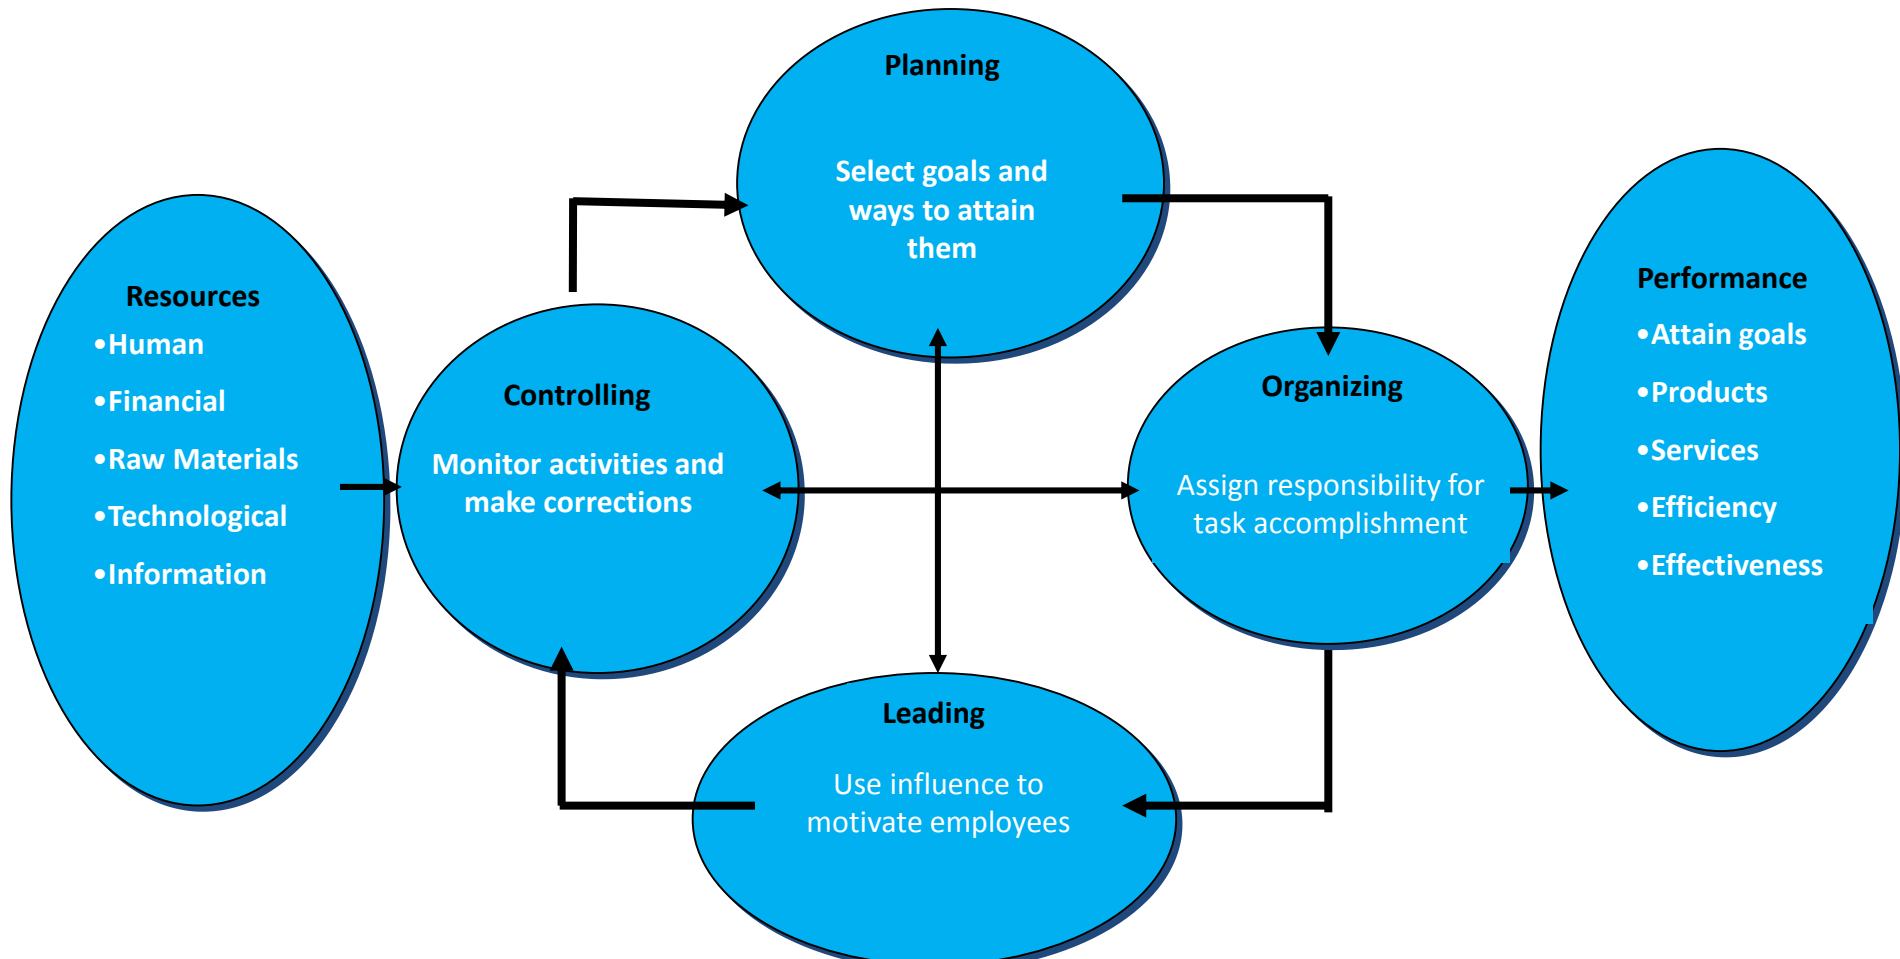 Planning
Select goals and
ways to attain
them
Resources
•Human
•Financial
•Raw Materials
•Technological
•Information
Controlling
Monitor activities and
make corrections
Organizing
Assign responsibility for
task accomplishment
Performance
•Attain goals
•Products
•Services
•Efficiency
•Effectiveness
Leading
Use influence to
motivate employees